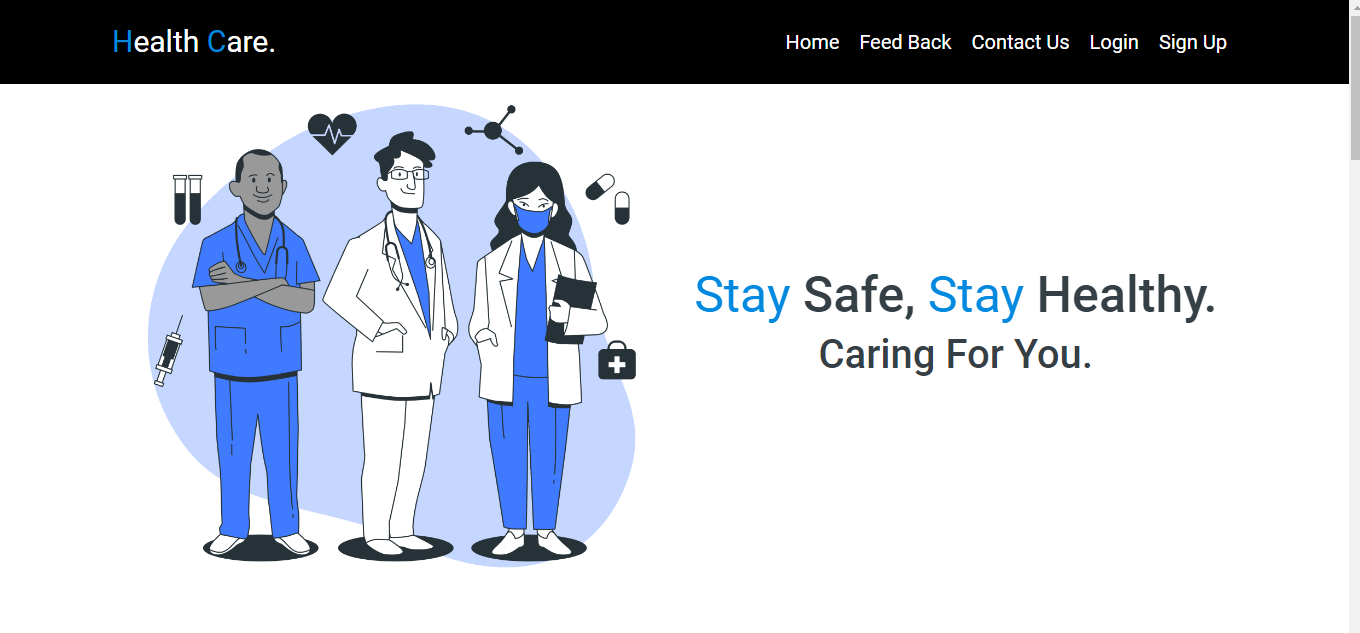 Health Care.
Home Feed Back Contact Us Login Sign Up
Stay Safe, Stay Healthy.
Caring For You.